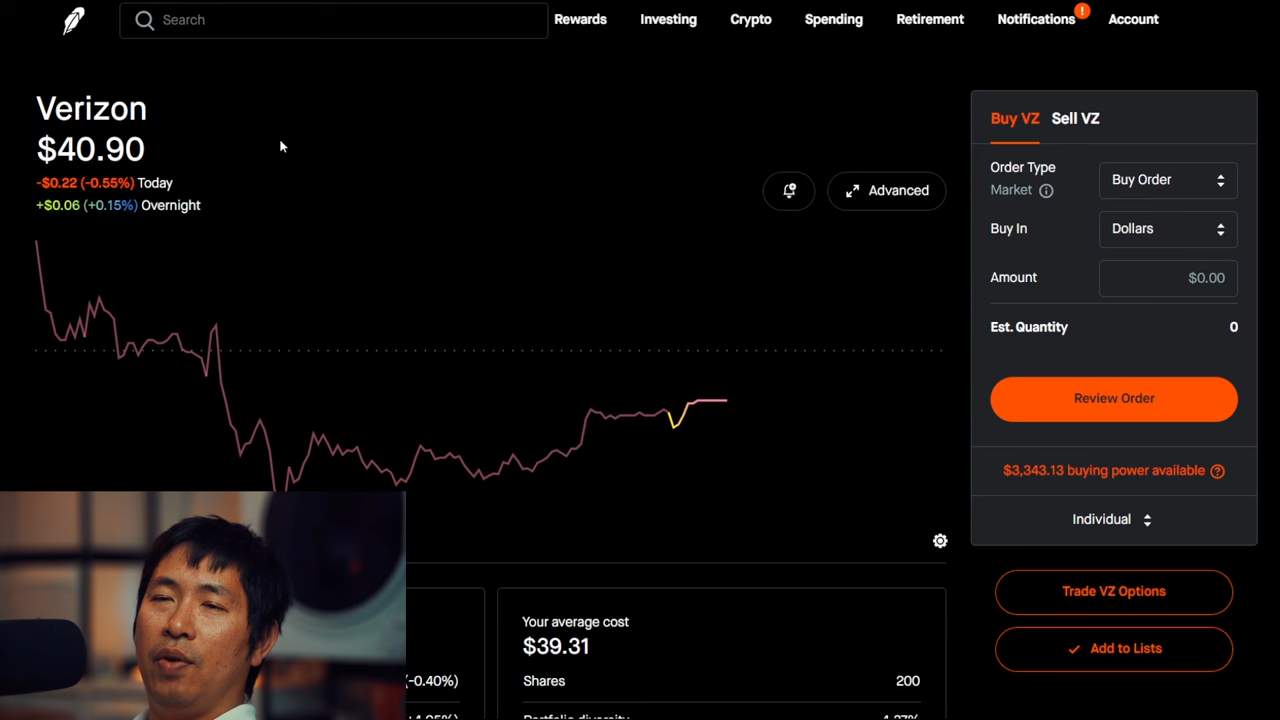 Search
Rewards
Investing
Crypto
Spending
Retirement
Notifications
!
Account
Verizon
$40.90
-$0.22 (-0.55%) Today
+$0.06 (+0.15%) Overnight
Advanced
Buy VZ
Sell VZ
Order Type
Market
Buy Order
Buy In
Dollars
Amount
$0.00
Est. Quantity
0
Review Order
$3,343.13 buying power available ?
Individual
Trade VZ Options
Add to Lists
(-0.40%)
Your average cost
$39.31
Shares
200
Portfolio diversity